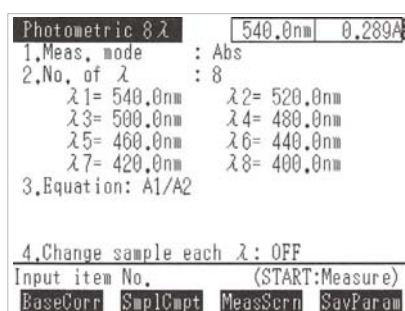 Photometric 8λ 540.0nm 0.289A
1.Meas. mode : Abs
2.No. of λ : 8
λ1= 540.0nm λ2= 520.0nm
λ3= 500.0nm λ4= 480.0nm
λ5= 460.0nm λ6= 440.0nm
λ7= 420.0nm λ8= 400.0nm
3.Equation: A1/A2
4.Change sample each λ: OFF
Input item No. (START:Measure)
BaseCorr SmplCmpt MeasScrn SavParam